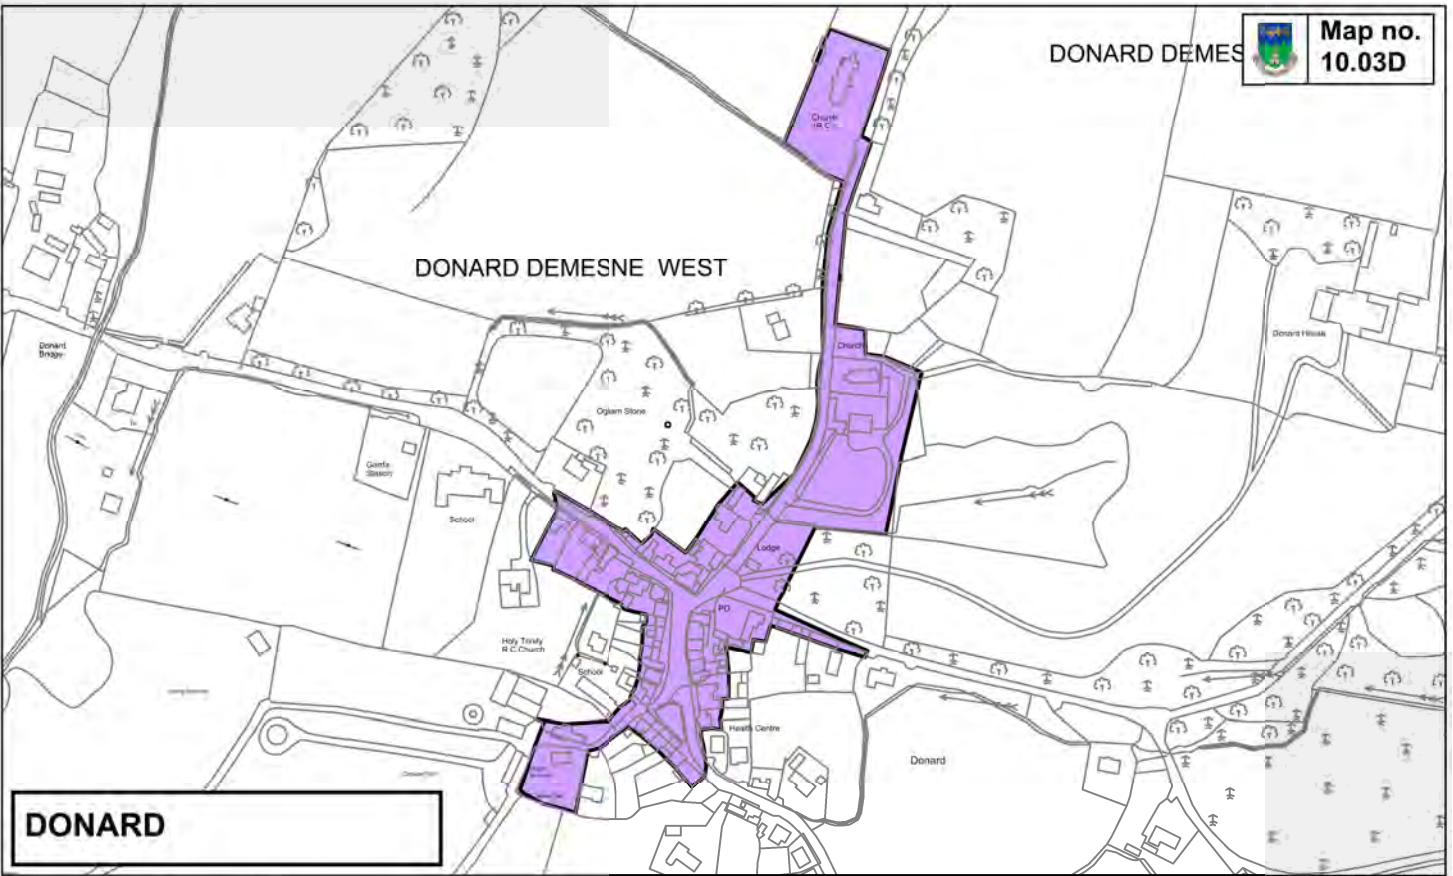 DONARD DEMES
Map no.
10.03D
Church
(R.C.)
DONARD DEMESNE WEST
Donard
Bridge
Church
Donard House
Ogham Stone
Garda
Station
School
Lodge
PO
Holy Trinity
R.C.Church
School
Health Centre
Donard
DONARD